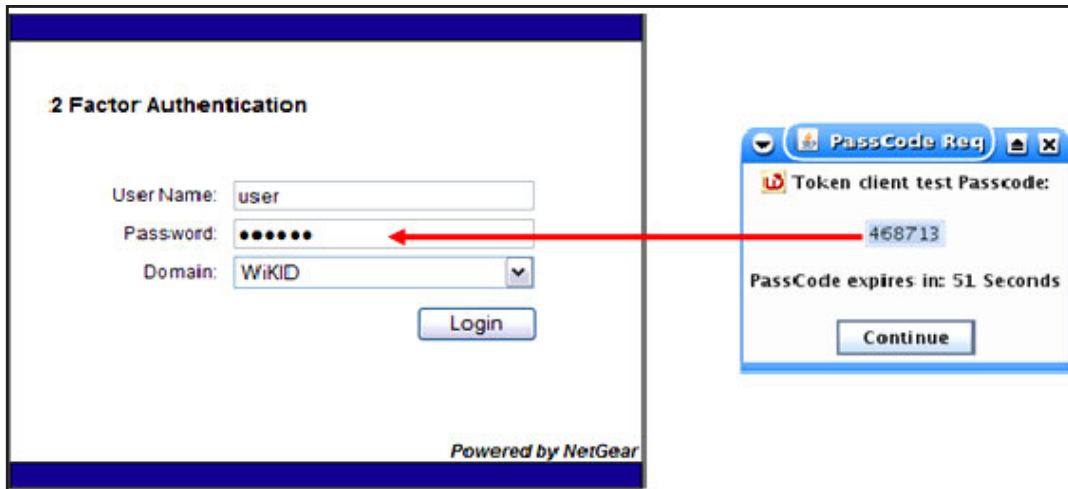 2 Factor Authentication
User Name: user
Password: ●●●●●●
Domain: WiKID
Login
Powered by NetGear
PassCode Req
Token client test Passcode:
468713
PassCode expires in: 51 Seconds
Continue